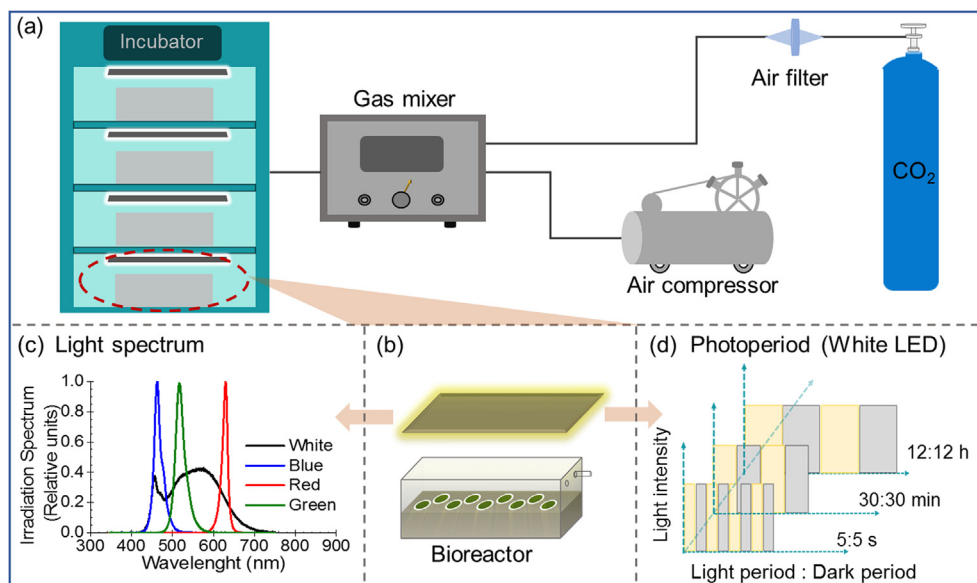 (a)
Incubator
Gas mixer
Air filter
CO2
Air compressor
(c) Light spectrum
Irradiation Spectrum
(Relative units)
1.0
0.8
0.6
0.4
0.2
0.0
White
Blue
Red
Green
300 400 500 600 700 800 900
Wavelenght (nm)
(b)
Bioreactor
(d) Photoperiod (White LED)
Light intensity
12:12 h
30:30 min
5:5 s
Light period : Dark period